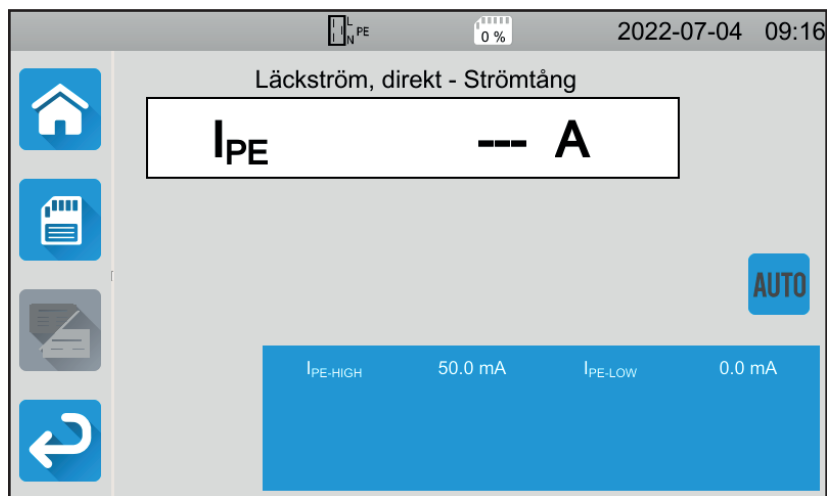 L
N PE
0 %
2022-07-04 09:16
Läckström, direkt - Strömtång
IPE --- A
AUTO
IPE-HIGH 50.0 mA IPE-LOW 0.0 mA